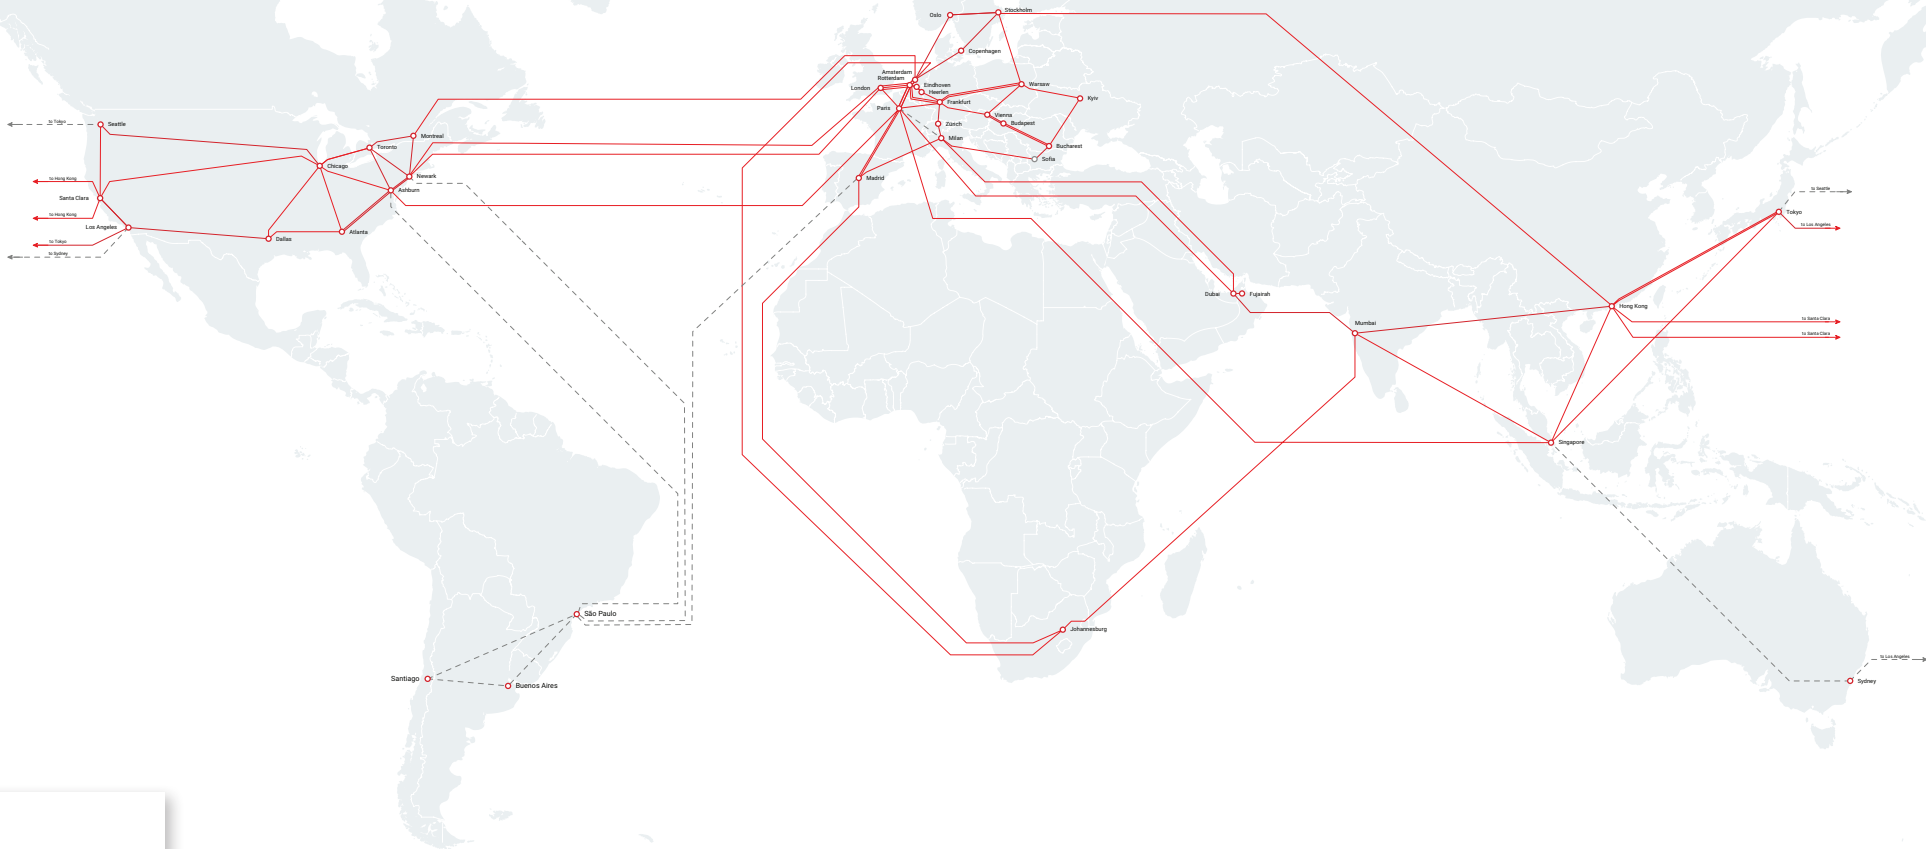 Oslo
Stockholm
Copenhagen
Amsterdam
Rotterdam
Eindhoven
Heerlen
London
Warsaw
Kyiv
Paris
Frankfurt
Vienna
Budapest
Zürich
Milan
Bucharest
Sofia
Madrid
to Tokyo
Seattle
Montreal
Toronto
Chicago
Newark
Ashburn
to Hong Kong
Santa Clara
to Hong Kong
Los Angeles
to Tokyo
to Sydney
Dallas
Atlanta
to Seattle
Tokyo
to Los Angeles
Dubai
Fujairah
Hong Kong
to Santa Clara
to Santa Clara
Mumbai
Singapore
São Paulo
Johannesburg
Santiago
Buenos Aires
to Los Angeles
Sydney